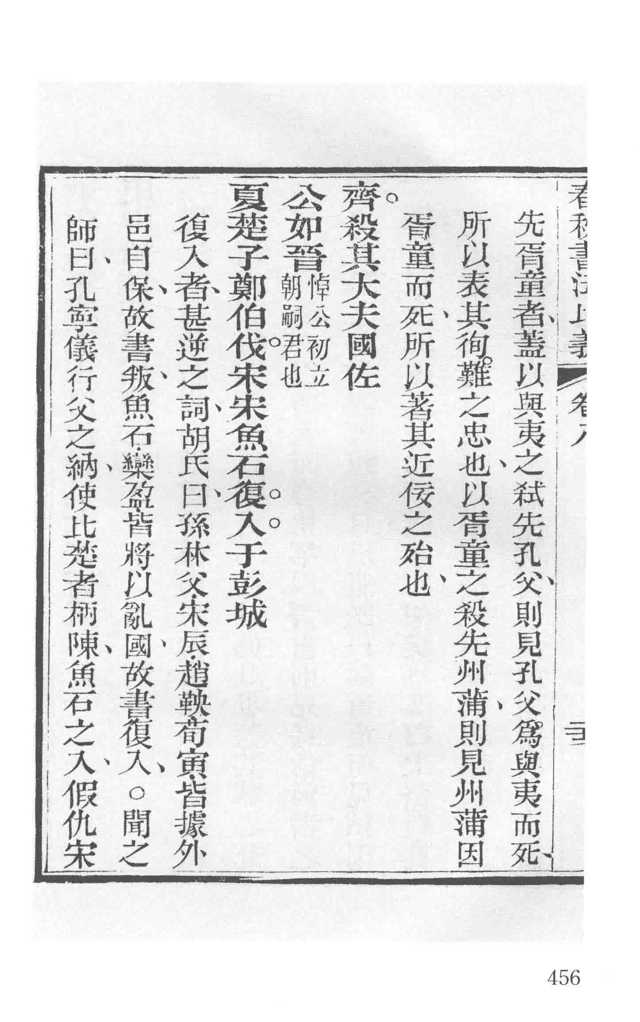 春秋書法比義 卷八
先胥童者、蓋以與夷之弑先孔父、則見孔父。爲與夷而死、
所以表其徇。難之忠也、以胥童之殺先州蒲、則見州蒲因
胥童而死、所以著其近佞之殆也、
齊殺其大夫國佐
公如晉 悼公初立
朝嗣君也
夏楚子鄭伯伐宋宋魚石復入于彭城
復入者、甚逆之詞、胡氏曰、孫林父宋辰趙鞅荀寅皆據外
邑自保、故書叛、魚石欒盈皆將以亂國、故書復入、○聞之
師曰、孔寧儀行父之納、使比楚者柄陳、魚石之入、假仇宋
456